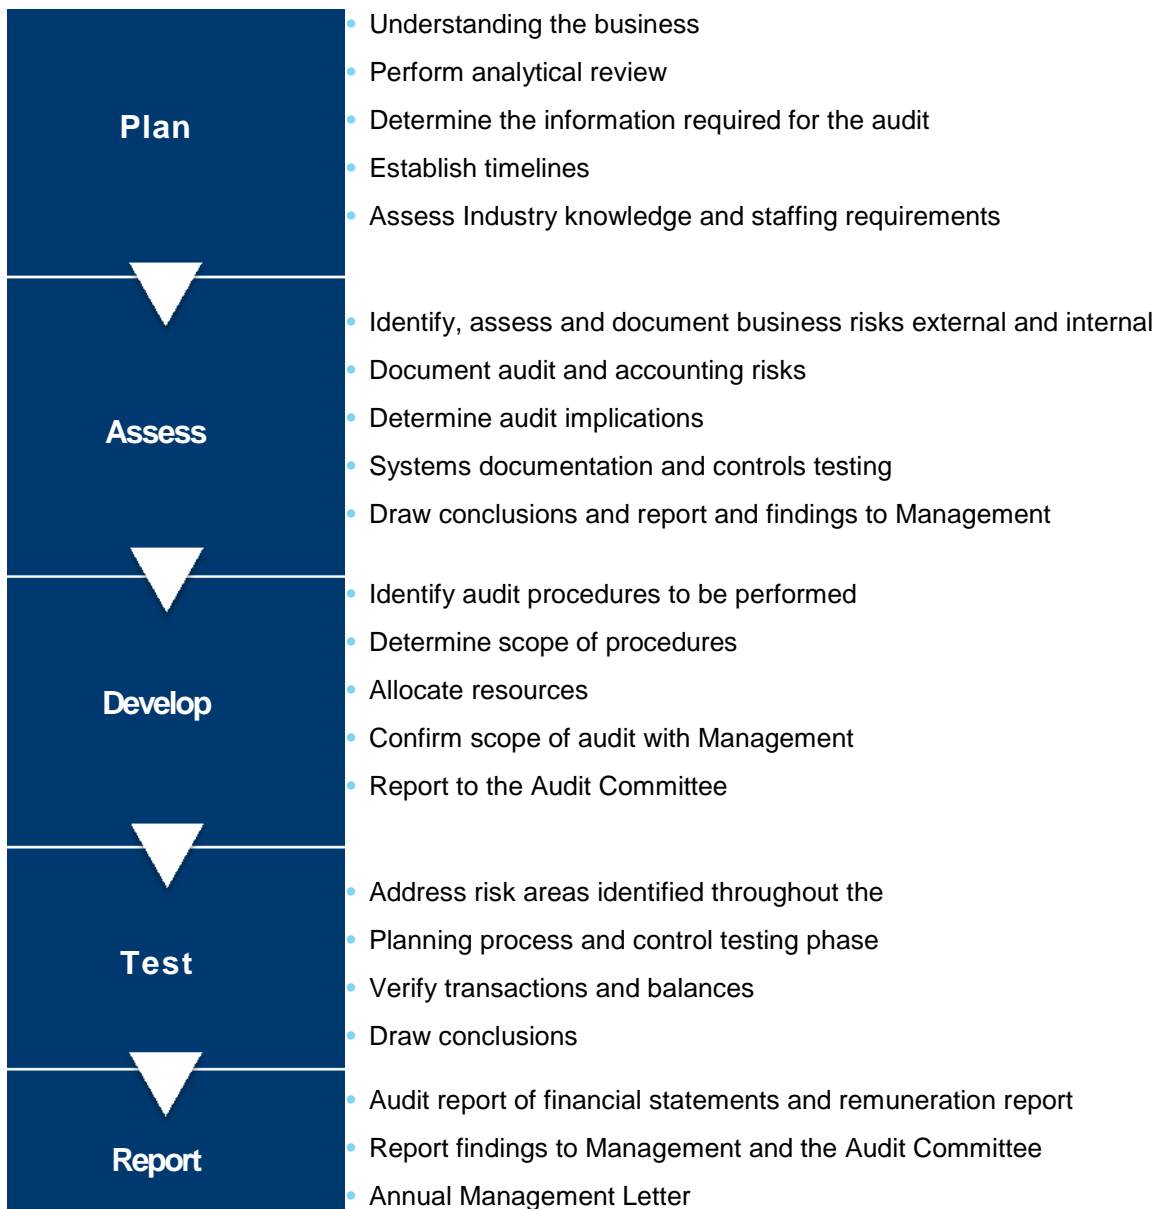 Plan
• Understanding the business
• Perform analytical review
• Determine the information required for the audit
• Establish timelines
• Assess Industry knowledge and staffing requirements
Assess
• Identify, assess and document business risks external and internal
• Document audit and accounting risks
• Determine audit implications
• Systems documentation and controls testing
• Draw conclusions and report and findings to Management
Develop
• Identify audit procedures to be performed
• Determine scope of procedures
• Allocate resources
• Confirm scope of audit with Management
• Report to the Audit Committee
Test
• Address risk areas identified throughout the
• Planning process and control testing phase
• Verify transactions and balances
• Draw conclusions
Report
• Audit report of financial statements and remuneration report
• Report findings to Management and the Audit Committee
• Annual Management Letter